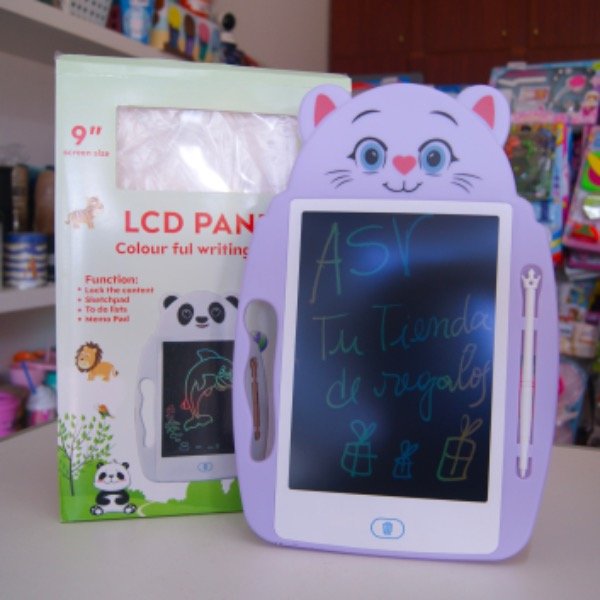 9"
screen size
LCD PAN
Colour ful writing
Function:
• Lock the content
• Sketchpad
• To do lists
• Memo Pad
ASV
Tu Tienda
de regalos